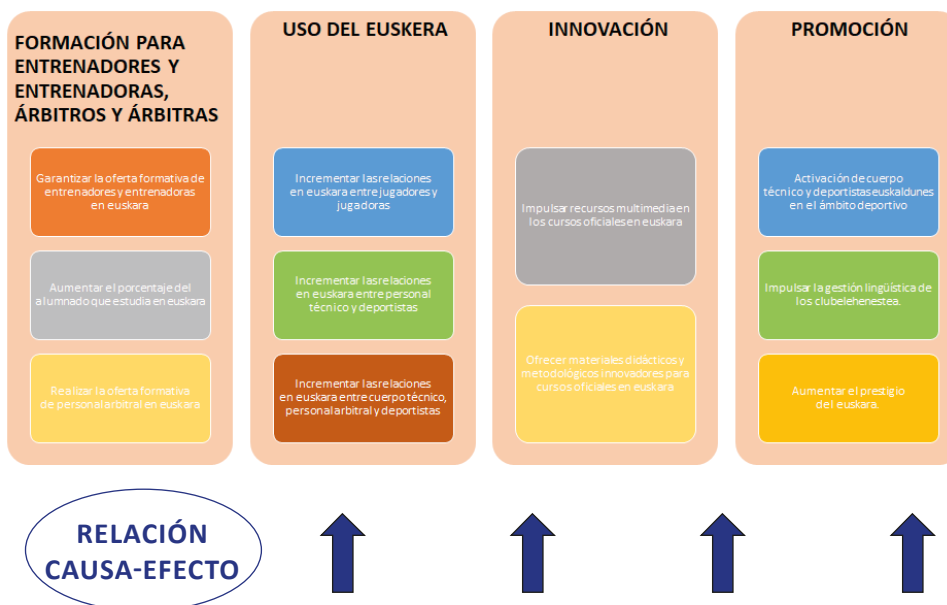 FORMACIÓN PARA
ENTRENADORES Y
ENTRENADORAS,
ÁRBITROS Y ÁRBITRAS
Garantizar la oferta formativa de
entrenadores y entrenadoras
en euskara
Aumentar el porcentaje del
alumnado que estudia en euskara
Realizar la oferta formativa
de personal arbitral en euskara
USO DEL EUSKERA
Incrementar las relaciones
en euskara entre jugadores y
jugadoras
Incrementar las relaciones
en euskara entre personal
técnico y deportistas
Incrementar las relaciones
en euskara entre cuerpo técnico,
personal arbitral y deportistas
INNOVACIÓN
Impulsar recursos multimedia en
los cursos oficiales en euskara
Ofrecer materiales didácticos y
metodológicos innovadores para
cursos oficiales en euskara
PROMOCIÓN
Activación de cuerpo
técnico y deportistas euskaldunes
en el ámbito deportivo
Impulsar la gestión lingüística de
los clubelehenestea.
Aumentar el prestigio
del euskara.
RELACIÓN
CAUSA-EFECTO